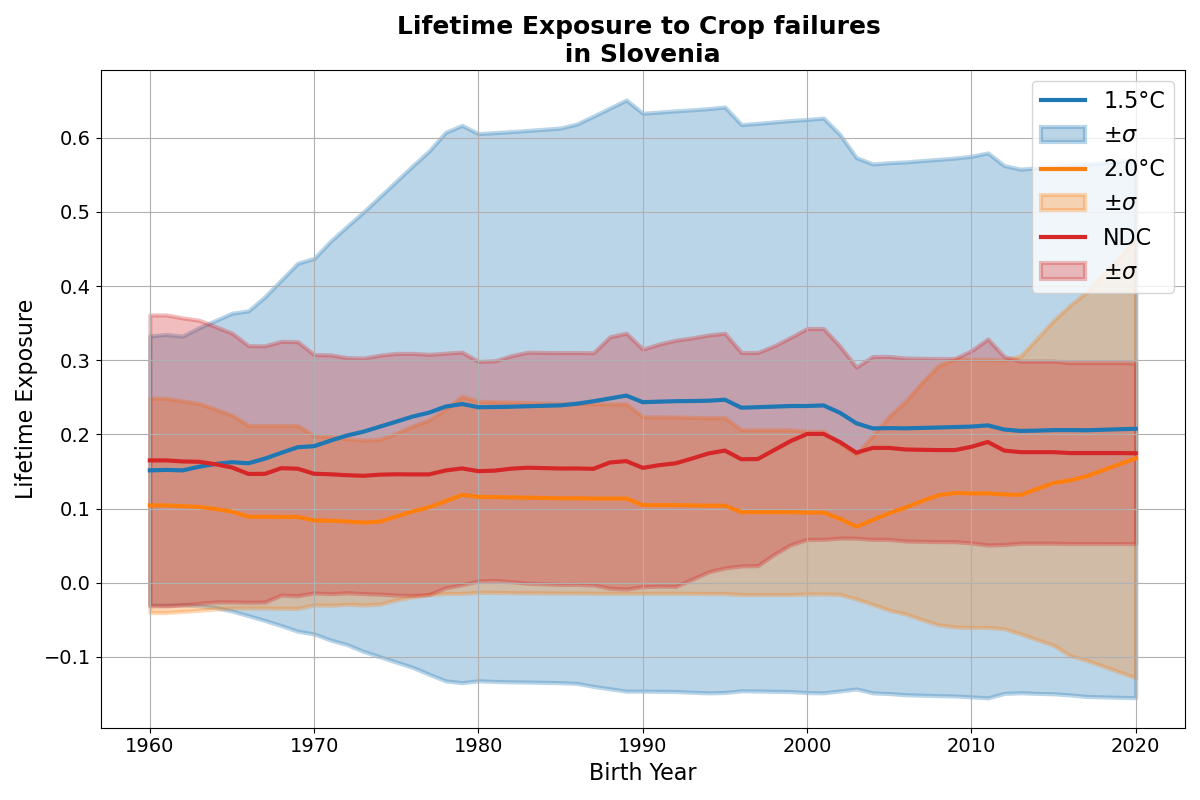 Lifetime Exposure to Crop failures
in Slovenia
Lifetime Exposure
0.6
0.5
0.4
0.3
0.2
0.1
0.0
−0.1
1960 1970 1980 1990 2000 2010 2020
Birth Year
1.5°C
±σ
2.0°C
±σ
NDC
±σ